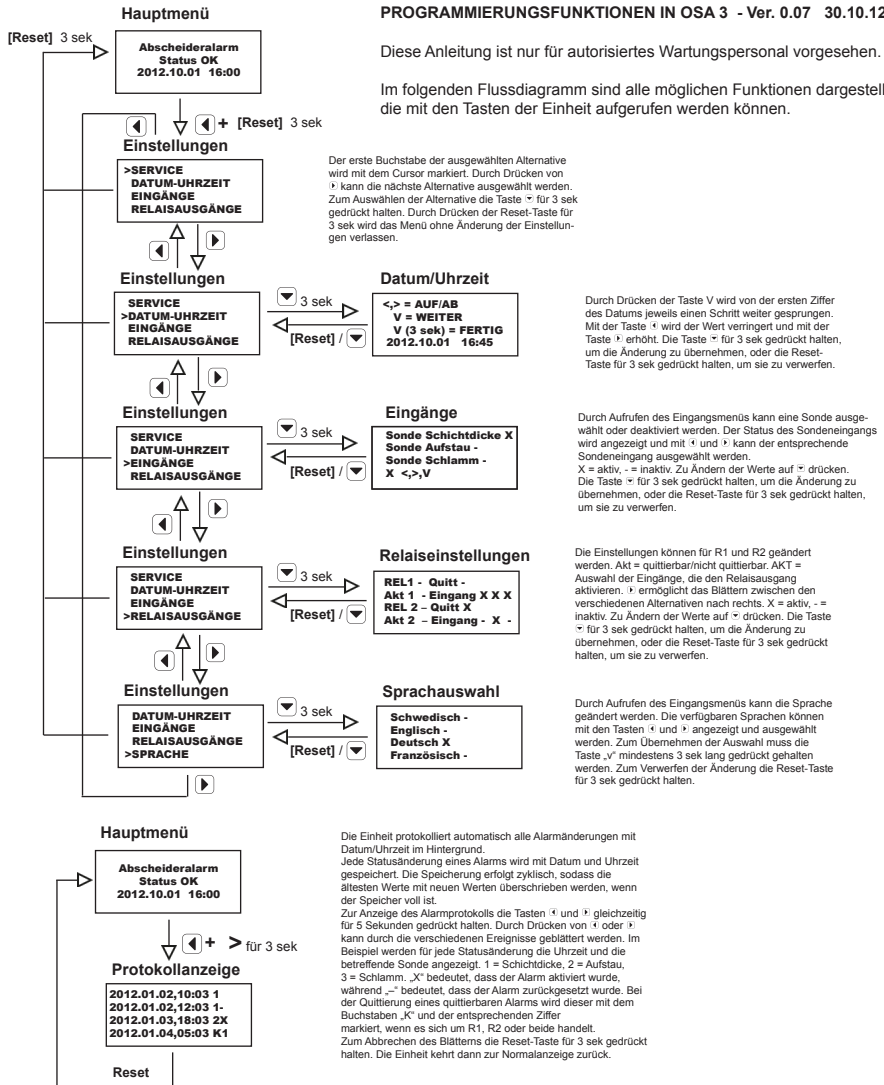 Hauptmenü
PROGRAMMIERUNGSFUNKTIONEN IN OSA 3 - Ver. 0.07 30.10.12
[Reset] 3 sek
Abscheideralarm
Status OK
2012.10.01 16:00
Diese Anleitung ist nur für autorisiertes Wartungspersonal vorgesehen.
Im folgenden Flussdiagramm sind alle möglichen Funktionen dargestell
die mit den Tasten der Einheit aufgerufen werden können.
+ [Reset] 3 sek
Einstellungen
>SERVICE
DATUM-UHRZEIT
EINGÄNGE
RELAISAUSGÄNGE
Der erste Buchstabe der ausgewählten Alternative
wird mit dem Cursor markiert. Durch Drücken von
kann die nächste Alternative ausgewählt werden.
Zum Auswählen der Alternative die Taste für 3 sek
gedrückt halten. Durch Drücken der Reset-Taste für
3 sek wird das Menü ohne Änderung der Einstellun-
gen verlassen.
Einstellungen
SERVICE
>DATUM-UHRZEIT
EINGÄNGE
RELAISAUSGÄNGE
3 sek
[Reset] /
Datum/Uhrzeit
<,> = AUF/AB
V = WEITER
V (3 sek) = FERTIG
2012.10.01 16:45
Durch Drücken der Taste V wird von der ersten Ziffer
des Datums jeweils einen Schritt weiter gesprungen.
Mit der Taste wird der Wert verringert und mit der
Taste erhöht. Die Taste für 3 sek gedrückt halten,
um die Änderung zu übernehmen, oder die Reset-
Taste für 3 sek gedrückt halten, um sie zu verwerfen.
Einstellungen
SERVICE
DATUM-UHRZEIT
>EINGÄNGE
RELAISAUSGÄNGE
3 sek
[Reset] /
Eingänge
Sonde Schichtdicke X
Sonde Aufstau -
Sonde Schlamm -
X <,>,V
Durch Aufrufen des Eingangsmenüs kann eine Sonde ausge-
wählt oder deaktiviert werden. Der Status des Sondeneingangs
wird angezeigt und mit und kann der entsprechende
Sondeneingang ausgewählt werden.
X = aktiv, - = inaktiv. Zu Ändern der Werte auf drücken.
Die Taste für 3 sek gedrückt halten, um die Änderung zu
übernehmen, oder die Reset-Taste für 3 sek gedrückt halten,
um sie zu verwerfen.
Einstellungen
SERVICE
DATUM-UHRZEIT
EINGÄNGE
>RELAISAUSGÄNGE
3 sek
[Reset] /
Relaiseinstellungen
REL1 - Quitt -
Akt 1 - Eingang X X X
REL 2 – Quitt X
Akt 2 – Eingang - X -
Die Einstellungen können für R1 und R2 geändert
werden. Akt = quittierbar/nicht quittierbar. AKT =
Auswahl der Eingänge, die den Relaisausgang
aktivieren. ermöglicht das Blättern zwischen den
verschiedenen Alternativen nach rechts. X = aktiv, - =
inaktiv. Zu Ändern der Werte auf drücken. Die Taste
für 3 sek gedrückt halten, um die Änderung zu
übernehmen, oder die Reset-Taste für 3 sek gedrückt
halten, um sie zu verwerfen.
Einstellungen
DATUM-UHRZEIT
EINGÄNGE
RELAISAUSGÄNGE
>SPRACHE
3 sek
[Reset] /
Sprachauswahl
Schwedisch -
Englisch -
Deutsch X
Französisch -
Durch Aufrufen des Eingangsmenüs kann die Sprache
geändert werden. Die verfügbaren Sprachen können
mit den Tasten und angezeigt und ausgewählt
werden. Zum Übernehmen der Auswahl muss die
Taste „v“ mindestens 3 sek lang gedrückt gehalten
werden. Zum Verwerfen der Änderung die Reset-Taste
für 3 sek gedrückt halten.
Hauptmenü
Abscheideralarm
Status OK
2012.10.01 16:00
+ > für 3 sek
Protokollanzeige
2012.01.02,10:03 1
2012.01.02,12:03 1-
2012.01.03,18:03 2X
2012.01.04,05:03 K1
Reset
Die Einheit protokolliert automatisch alle Alarmänderungen mit
Datum/Uhrzeit im Hintergrund.
Jede Statusänderung eines Alarms wird mit Datum und Uhrzeit
gespeichert. Die Speicherung erfolgt zyklisch, sodass die
ältesten Werte mit neuen Werten überschrieben werden, wenn
der Speicher voll ist.
Zur Anzeige des Alarmprotokolls die Tasten und gleichzeitig
für 5 Sekunden gedrückt halten. Durch Drücken von oder
kann durch die verschiedenen Ereignisse geblättert werden. Im
Beispiel werden für jede Statusänderung die Uhrzeit und die
betreffende Sonde angezeigt. 1 = Schichtdicke, 2 = Aufstau,
3 = Schlamm. „X“ bedeutet, dass der Alarm aktiviert wurde,
während „–“ bedeutet, dass der Alarm zurückgesetzt wurde. Bei
der Quittierung eines quittierbaren Alarms wird dieser mit dem
Buchstaben „K“ und der entsprechenden Ziffer
markiert, wenn es sich um R1, R2 oder beide handelt.
Zum Abbrechen des Blätterns die Reset-Taste für 3 sek gedrückt
halten. Die Einheit kehrt dann zur Normalanzeige zurück.